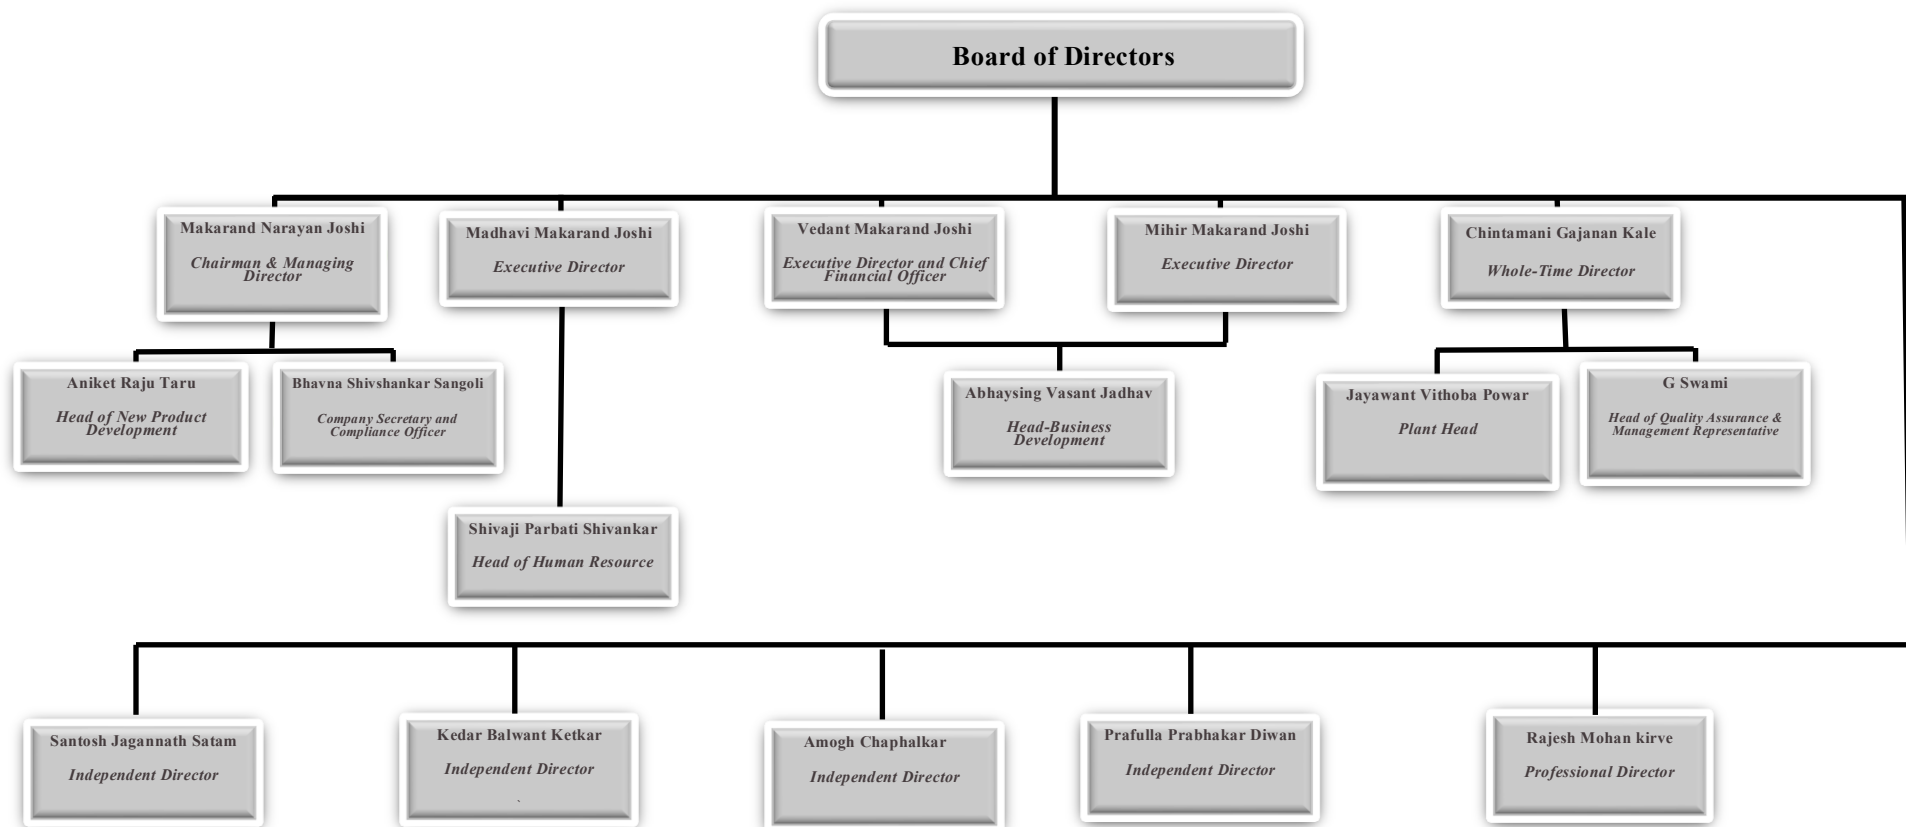 Board of Directors
Makarand Narayan Joshi
Chairman & Managing
Director
Madhavi Makarand Joshi
Executive Director
Vedant Makarand Joshi
Executive Director and Chief
Financial Officer
Mihir Makarand Joshi
Executive Director
Chintamani Gajanan Kale
Whole-Time Director
Aniket Raju Taru
Head of New Product
Development
Bhavna Shivshankar Sangoli
Company Secretary and
Compliance Officer
Abhaysing Vasant Jadhav
Head-Business
Development
Jayawant Vithoba Powar
Plant Head
G Swami
Head of Quality Assurance &
Management Representative
Shivaji Parbati Shivankar
Head of Human Resource
Santosh Jagannath Satam
Independent Director
Kedar Balwant Ketkar
Independent Director
`
Amogh Chaphalkar
Independent Director
Prafulla Prabhakar Diwan
Independent Director
Rajesh Mohan kirve
Professional Director